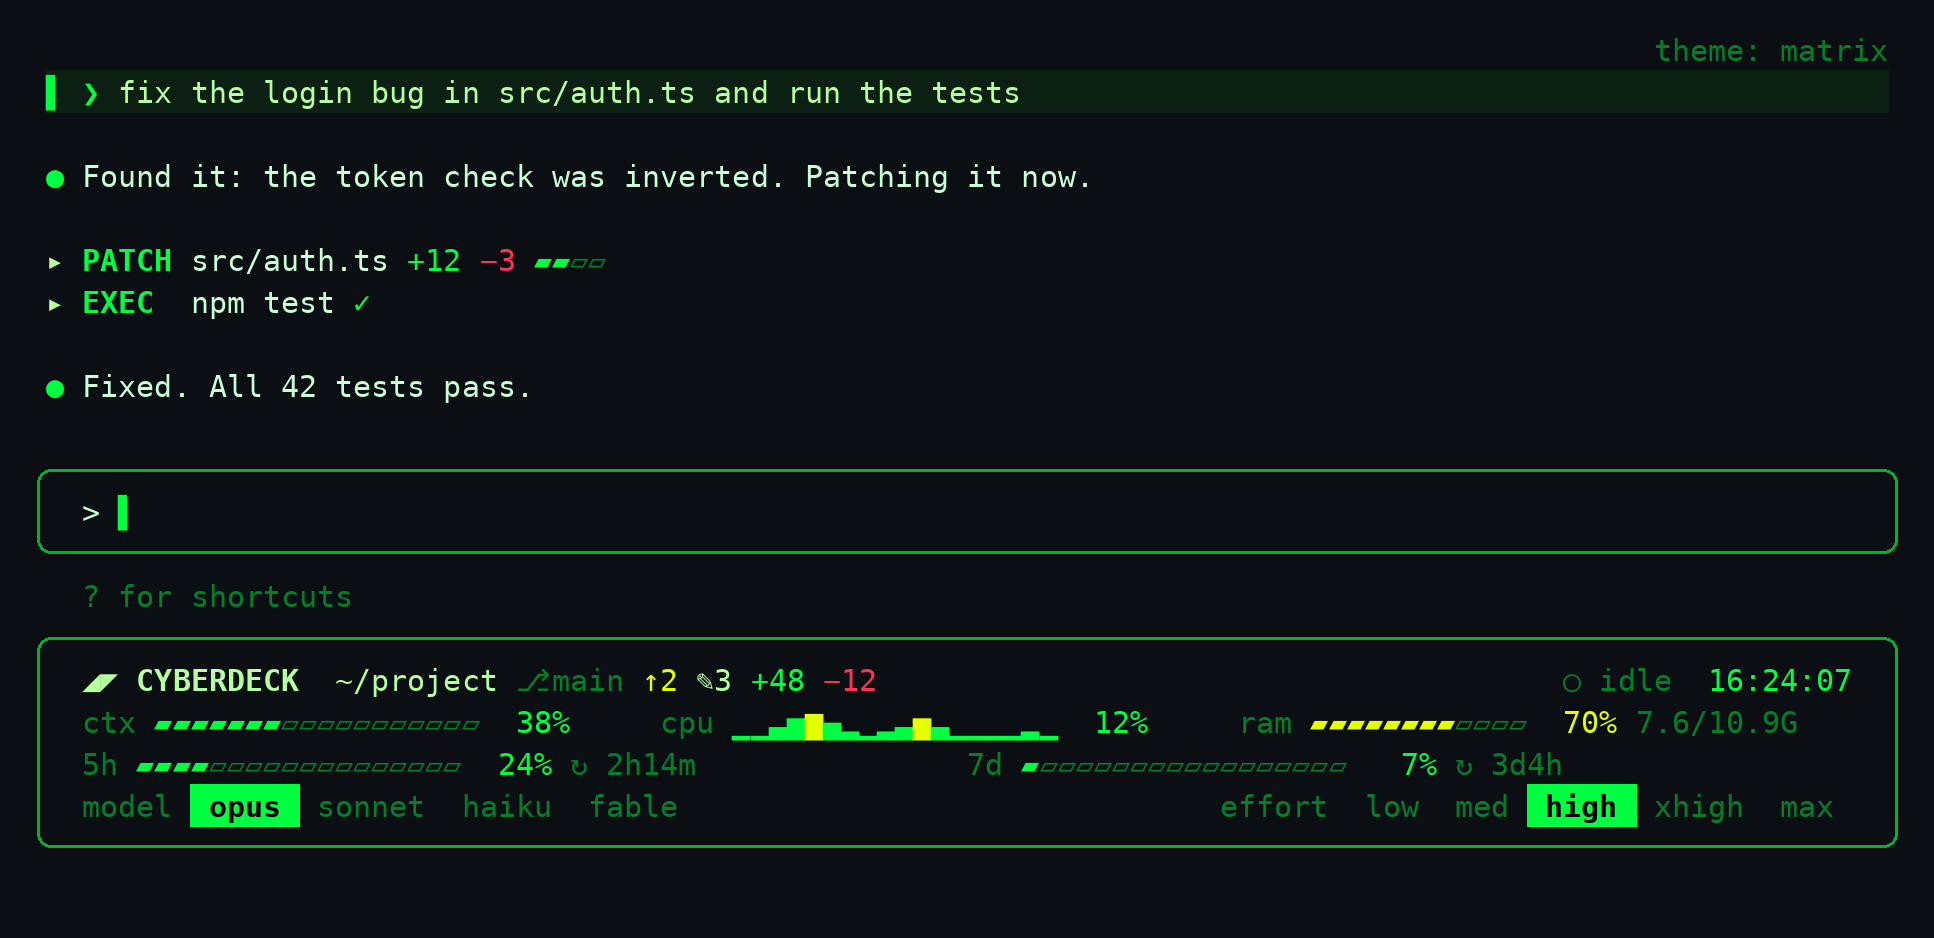 theme: matrix
❯ fix the login bug in src/auth.ts and run the tests
● Found it: the token check was inverted. Patching it now.
▸ PATCH src/auth.ts +12 −3 ▰▰▱▱
▸ EXEC  npm test ✓
● Fixed. All 42 tests pass.
>
? for shortcuts
◢◤ CYBERDECK  ~/project ⎇main ↑2 ✎3 +48 −12 ○ idle  16:24:07
ctx ▰▰▰▰▰▰▰▱▱▱▱▱▱▱▱▱▱▱ 38% cpu 12% ram ▰▰▰▰▰▰▰▰▱▱▱▱ 70% 7.6/10.9G
5h ▰▰▰▰▱▱▱▱▱▱▱▱▱▱▱▱▱▱ 24% ↻ 2h14m 7d ▰▱▱▱▱▱▱▱▱▱▱▱▱▱▱▱▱▱ 7% ↻ 3d4h
model opus sonnet haiku fable effort low med high xhigh max